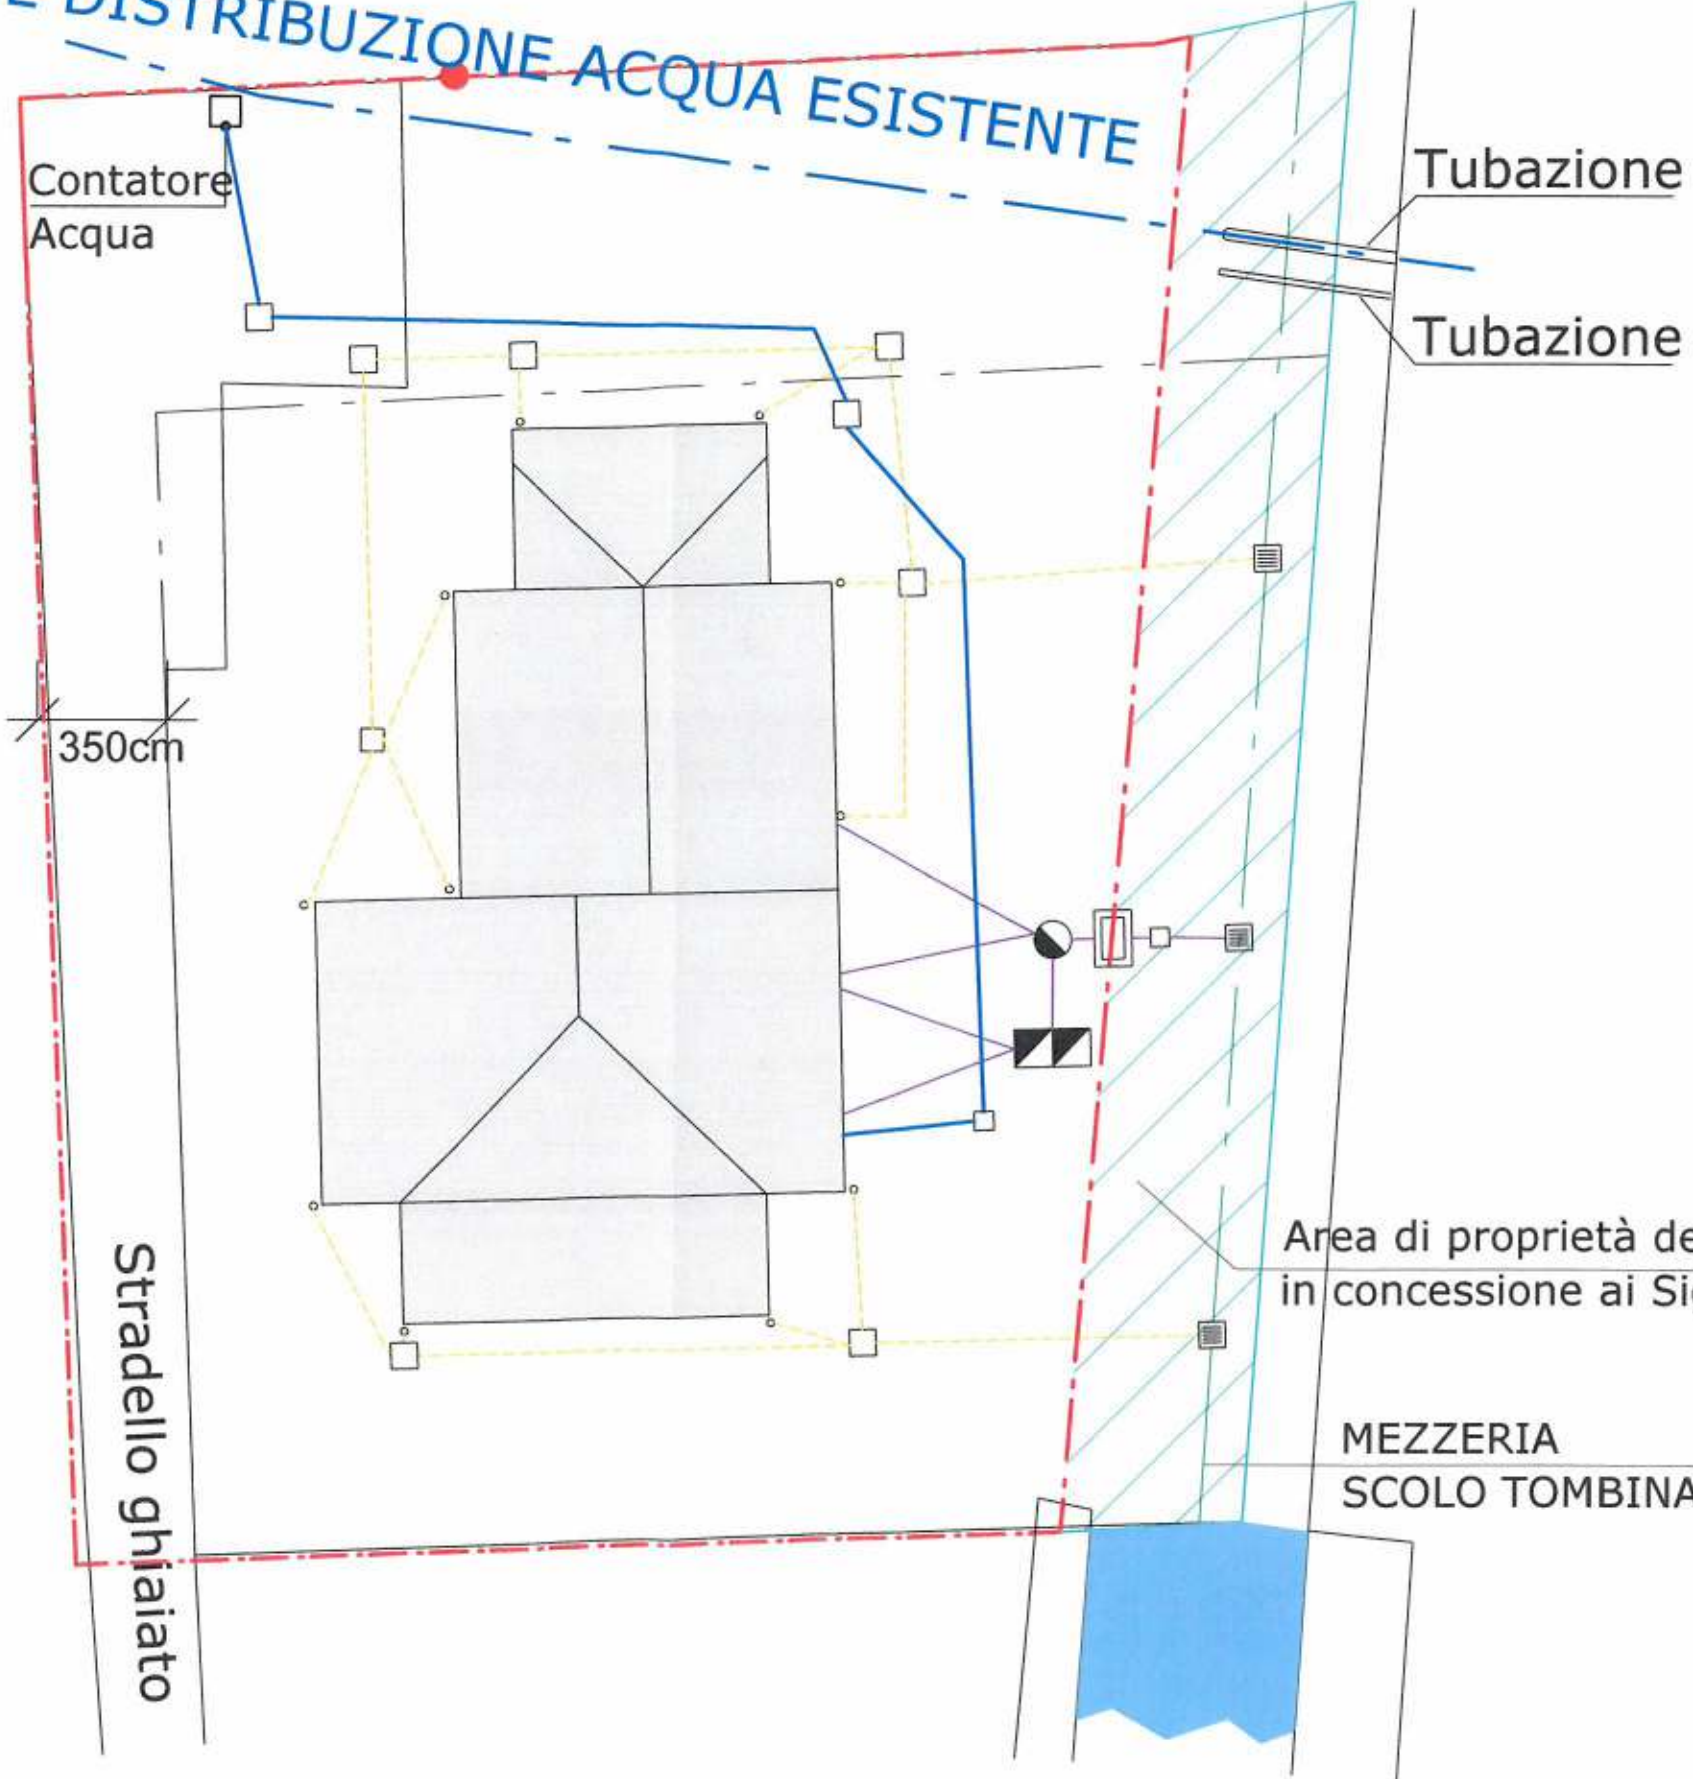 E DISTRIBUZIONE ACQUA ESISTENTE
Contatore
Acqua
Tubazione
Tubazione
350cm
Stradello ghiaiato
Area di proprietà de
in concessione ai Si
MEZZERIA
SCOLO TOMBINA